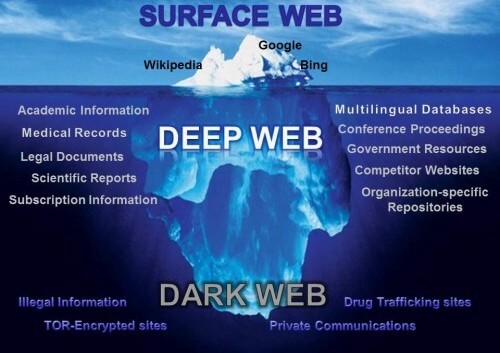 SURFACE WEB
Google
Wikipedia
Bing
Academic Information
Multilingual Databases
Medical Records
DEEP WEB
Conference Proceedings
Legal Documents
Government Resources
Scientific Reports
Competitor Websites
Subscription Information
Organization-specific
Repositories
DARK WEB
Illegal Information
Drug Trafficking sites
TOR-Encrypted sites
Private Communications